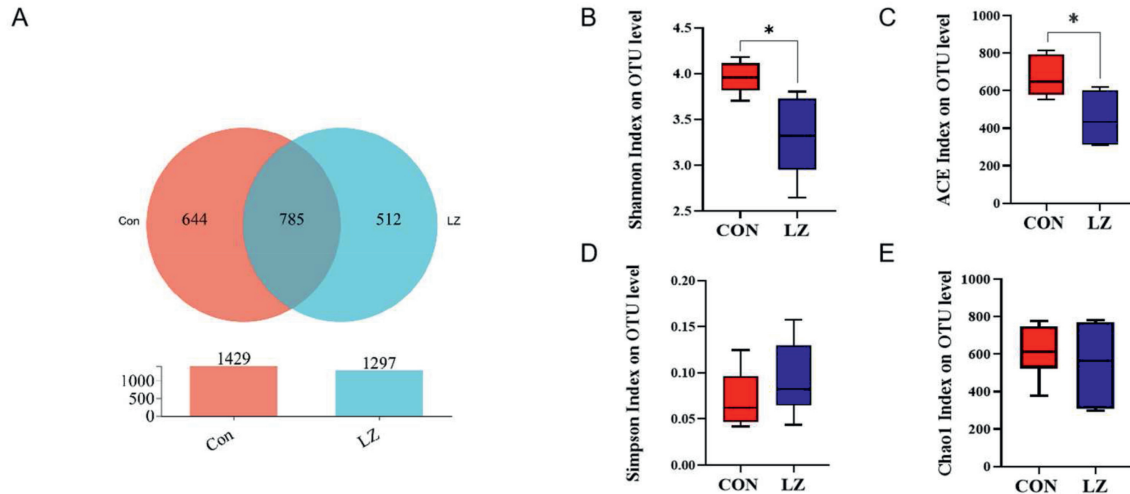 A
Con
644
785
512
LZ
1429
1297
1000
500
0
Con
LZ
B
Shannon Index on OTU level
4.5
4.0
3.5
3.0
2.5
*
CON
LZ
C
ACE Index on OTU level
1000
800
600
400
200
0
*
CON
LZ
D
Simpson Index on OTU level
0.20
0.15
0.10
0.05
0.00
CON
LZ
E
Chao1 Index on OTU level
1000
800
600
400
200
0
CON
LZ